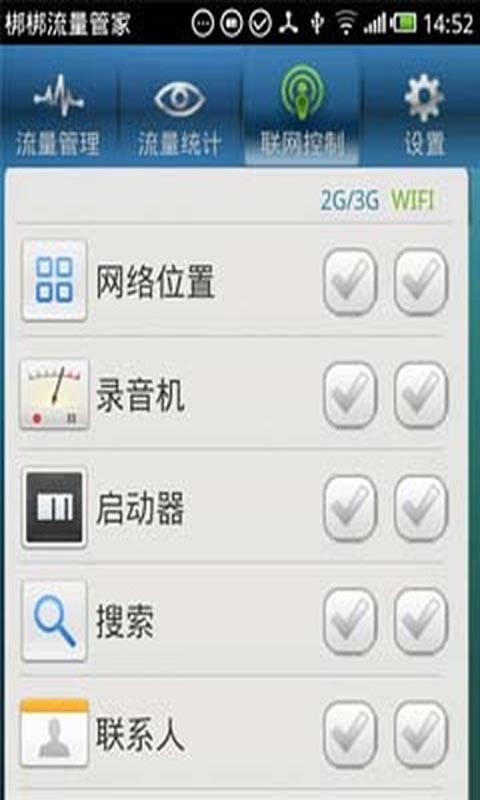 梆梆流量管家 14:52
流量管理 流量统计 联网控制 设置
2G/3G WIFI
网络位置
录音机
启动器
搜索
联系人